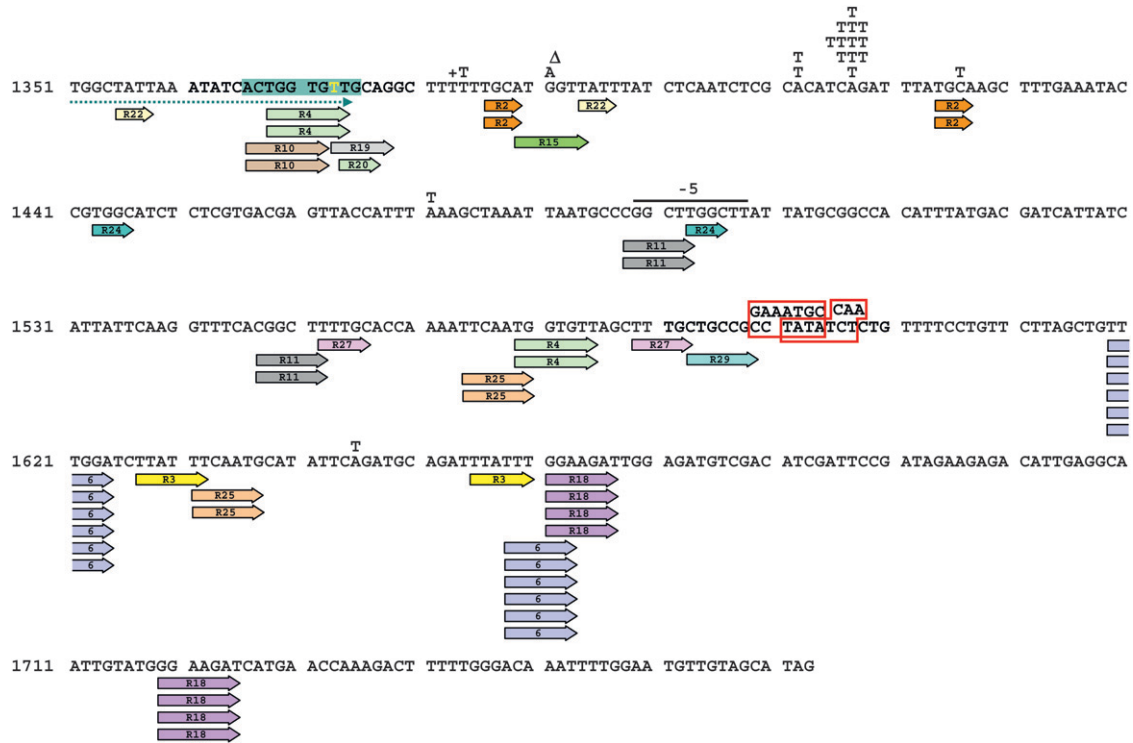 T
TTT
TTTT
Δ T TTT
+T A T T T
1351 TGGCTATTAA ATATCACTGG TGTTGCAGGC TTTTTTGCAT GGTTATTTAT CTCAATCTCG CACATCAGAT TTATGCAAGC TTTGAAATAC
R22 R4 R2 R22 R2
R4 R2 R2
R10 R19 R15
R10 R20
-5
T
1441 CGTGGCATCT CTCGTGACGA GTTACCATTT AAAGCTAAAT TAATGCCCGG CTTGGCTTAT TATGCGGCCA CATTTATGAC GATCATTATC
R24 R24
R11
R11
GAAATGC CAA
1531 ATTATTCAAG GTTTCACGGC TTTTGCACCA AAATTCAATG GTGTTAGCTT TGCTGCCGCC TATATCTCTG TTTTCCTGTT CTTAGCTGTT
R27 R4 R27
R11 R4 R29
R11 R25
R25
T
1621 TGGATCTTAT TTCAATGCAT ATTCAGATGC AGATTTATTT GGAAGATTGG AGATGTCGAC ATCGATTCCG ATAGAAGAGA CATTGAGGCA
6 R3 R3 R18
6 R25 R18
6 R25 R18
6 R18
6 6
6 6
6
6
6
6
1711 ATTGTATGGG AAGATCATGA ACCAAAGACT TTTTGGGACA AATTTTGGAA TGTTGTAGCA TAG
R18
R18
R18
R18